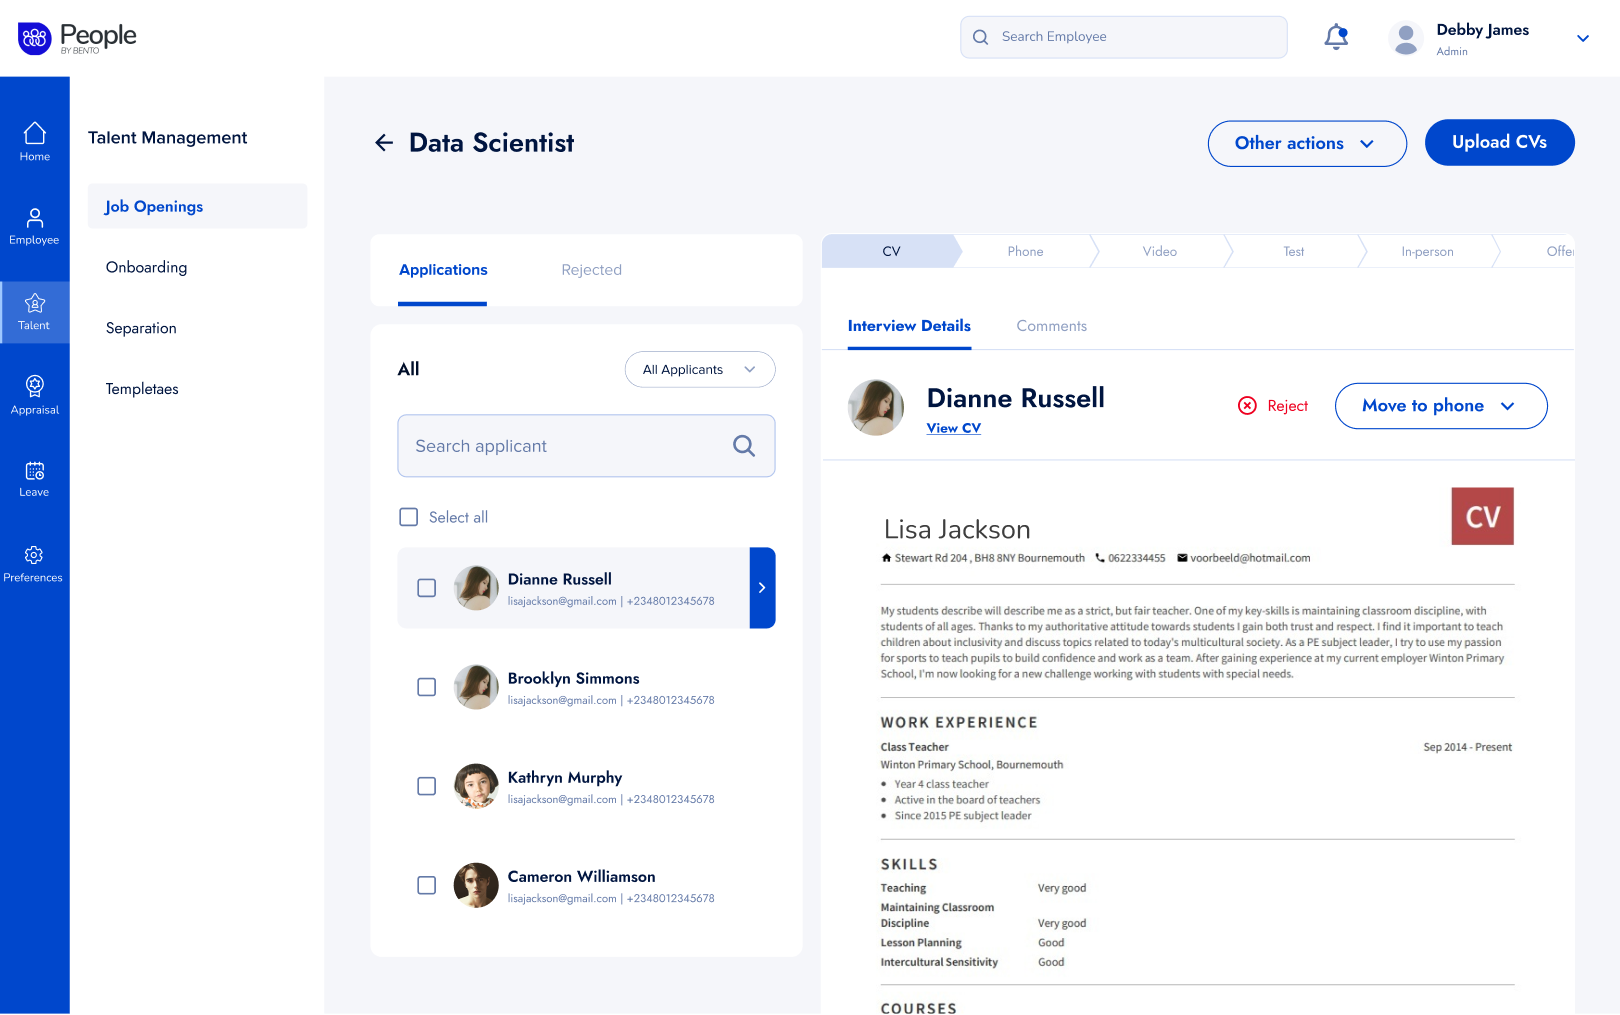 People
BY BENTO
Search Employee
Debby James
Admin
Home
Employee
Talent
Appraisal
Leave
Preferences
Talent Management
Job Openings
Onboarding
Separation
Templetaes
Data Scientist
Other actions
Upload CVs
Applications
Rejected
All
All Applicants
Search applicant
Select all
Dianne Russell
lisajackson@gmail.com | +2348012345678
Brooklyn Simmons
lisajackson@gmail.com | +2348012345678
Kathryn Murphy
lisajackson@gmail.com | +2348012345678
Cameron Williamson
lisajackson@gmail.com | +2348012345678
CV
Phone
Video
Test
In-person
Offe
Interview Details
Comments
Dianne Russell
View CV
Reject
Move to phone
CV
Lisa Jackson
Stewart Rd 204 , BH8 8NY Bournemouth 0622334455 voorbeeld@hotmail.com
My students describe will describe me as a strict, but fair teacher. One of my key-skills is maintaining classroom discipline, with
students of all ages. Thanks to my authoritative attitude towards students I gain both trust and respect. I find it important to teach
children about inclusivity and discuss topics related to today's multicultural society. As a PE subject leader, I try to use my passion
for sports to teach pupils to build confidence and work as a team. After gaining experience at my current employer Winton Primary
School, I'm now looking for a new challenge working with students with special needs.
WORK EXPERIENCE
Class Teacher Sep 2014 - Present
Winton Primary School, Bournemouth
• Year 4 class teacher
• Active in the board of teachers
• Since 2015 PE subject leader
SKILLS
Teaching Very good
Maintaining Classroom
Discipline Very good
Lesson Planning Good
Intercultural Sensitivity Good
COURSES